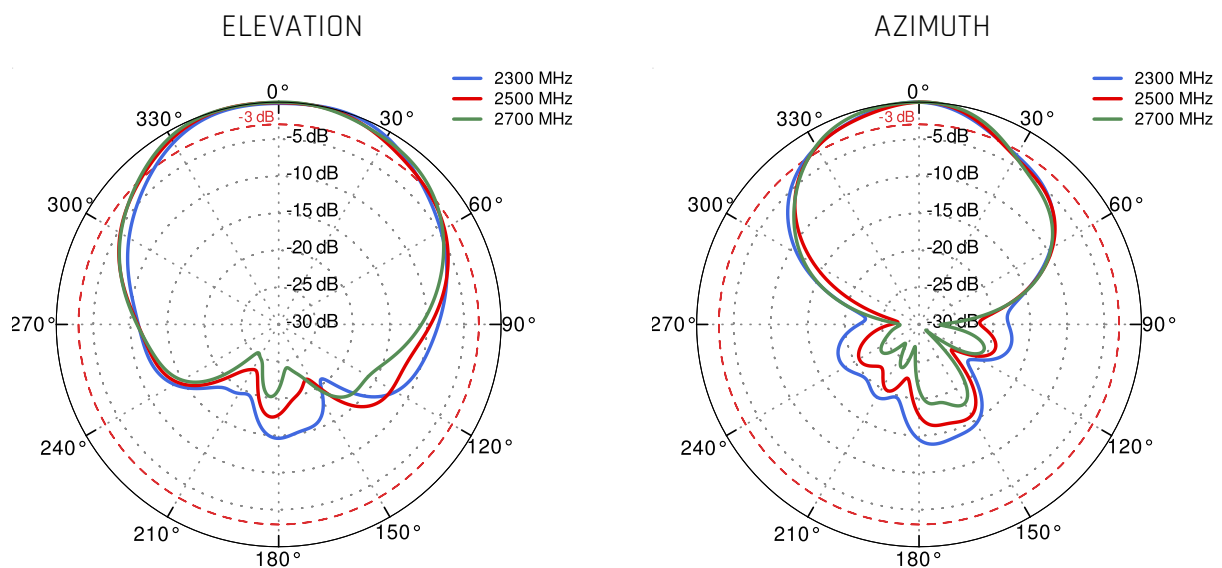 ELEVATION
2300 MHz
2500 MHz
2700 MHz
0°
30°
60°
90°
120°
150°
180°
210°
240°
270°
300°
330°
-3 dB
-5 dB
-10 dB
-15 dB
-20 dB
-25 dB
-30 dB
AZIMUTH
2300 MHz
2500 MHz
2700 MHz
0°
30°
60°
90°
120°
150°
180°
210°
240°
270°
300°
330°
-3 dB
-5 dB
-10 dB
-15 dB
-20 dB
-25 dB
-30 dB